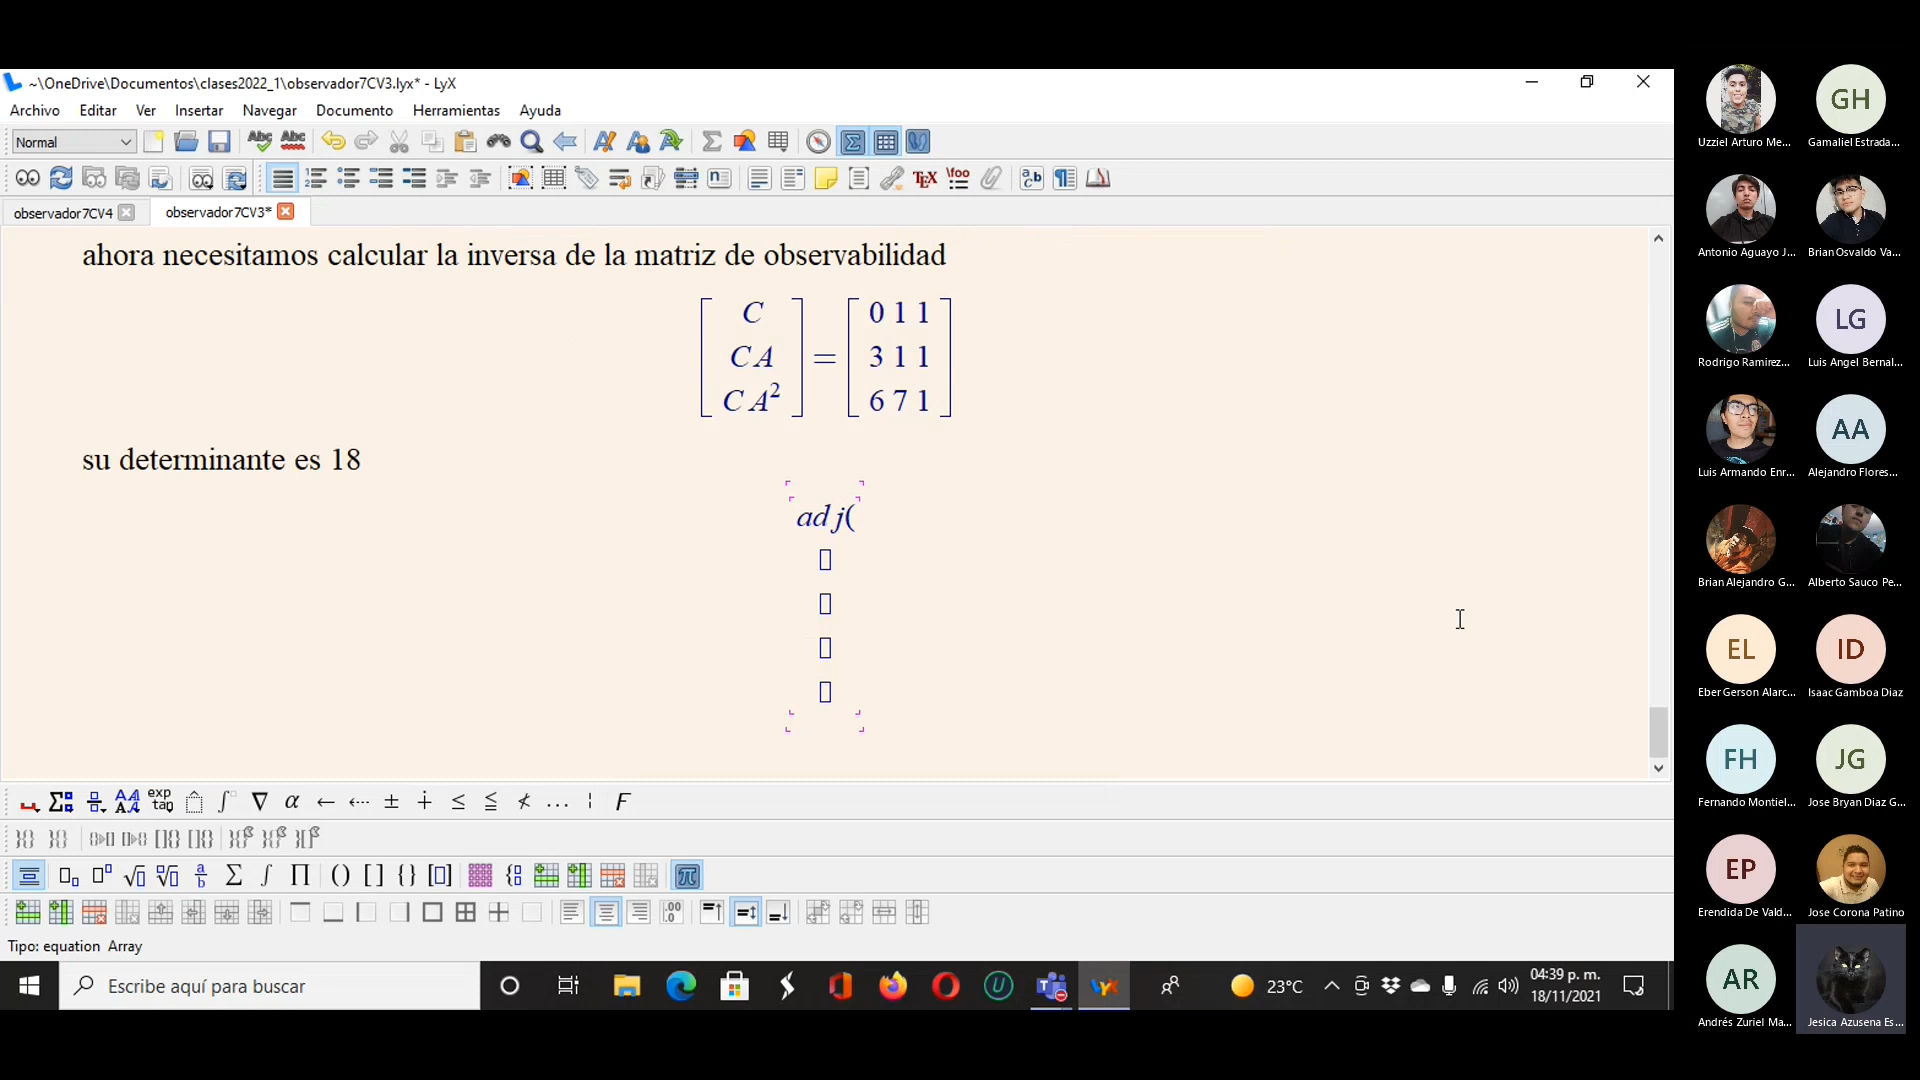 ~\OneDrive\Documentos\clases2022_1\observador7CV3.lyx* - LyX
Archivo Editar Ver Insertar Navegar Documento Herramientas Ayuda
Normal
observador7CV4 observador7CV3*
ahora necesitamos calcular la inversa de la matriz de observabilidad
C
CA
CA²
=
0 1 1
3 1 1
6 7 1
su determinante es 18
adj(
Tipo: equation Array
Escribe aquí para buscar
23°C
04:39 p. m.
18/11/2021
Uzziel Arturo Me...
GH
Gamaliel Estrada...
Antonio Aguayo J...
Brian Osvaldo Va...
Rodrigo Ramirez...
LG
Luis Angel Bernal...
Luis Armando Enr...
AA
Alejandro Flores...
Brian Alejandro G...
Alberto Sauco Pe...
EL
Eber Gerson Alarc...
ID
Isaac Gamboa Diaz
FH
Fernando Montiel...
JG
Jose Bryan Diaz G...
EP
Erendida De Vald...
Jose Corona Patino
AR
Andrés Zuriel Ma...
Jesica Azusena Es...